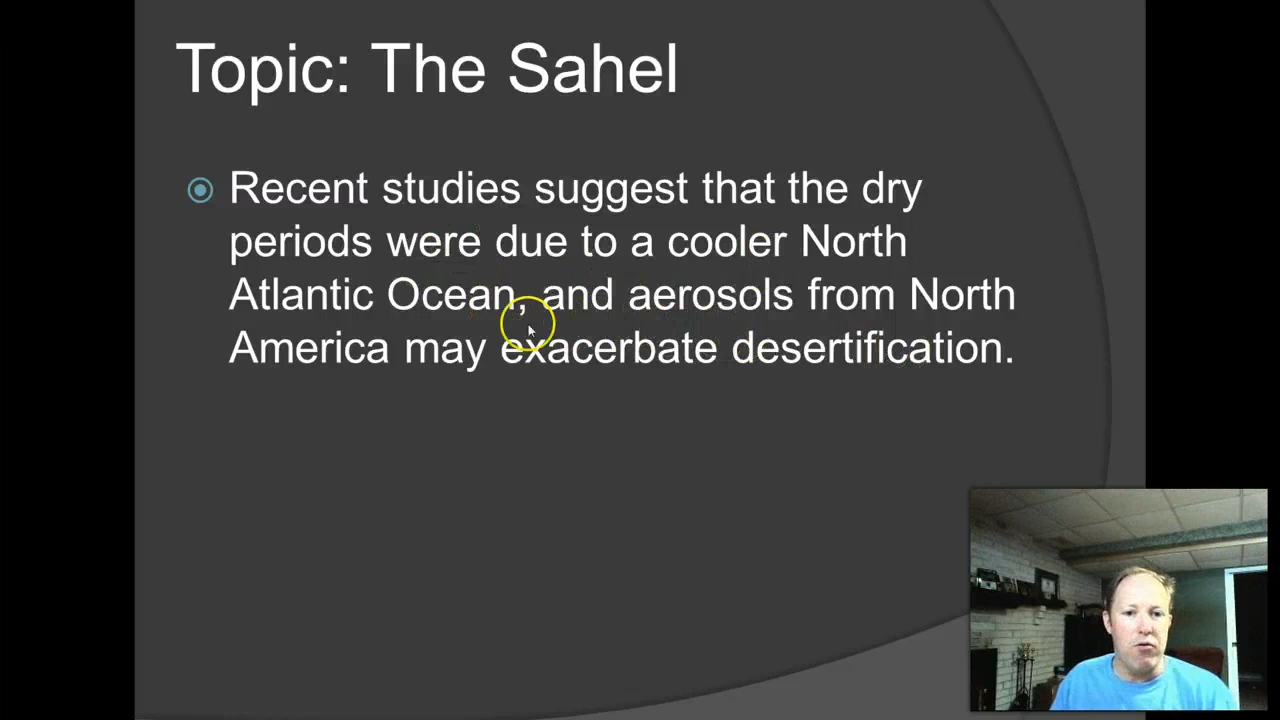 Topic: The Sahel
Recent studies suggest that the dry
periods were due to a cooler North
Atlantic Ocean, and aerosols from North
America may exacerbate desertification.